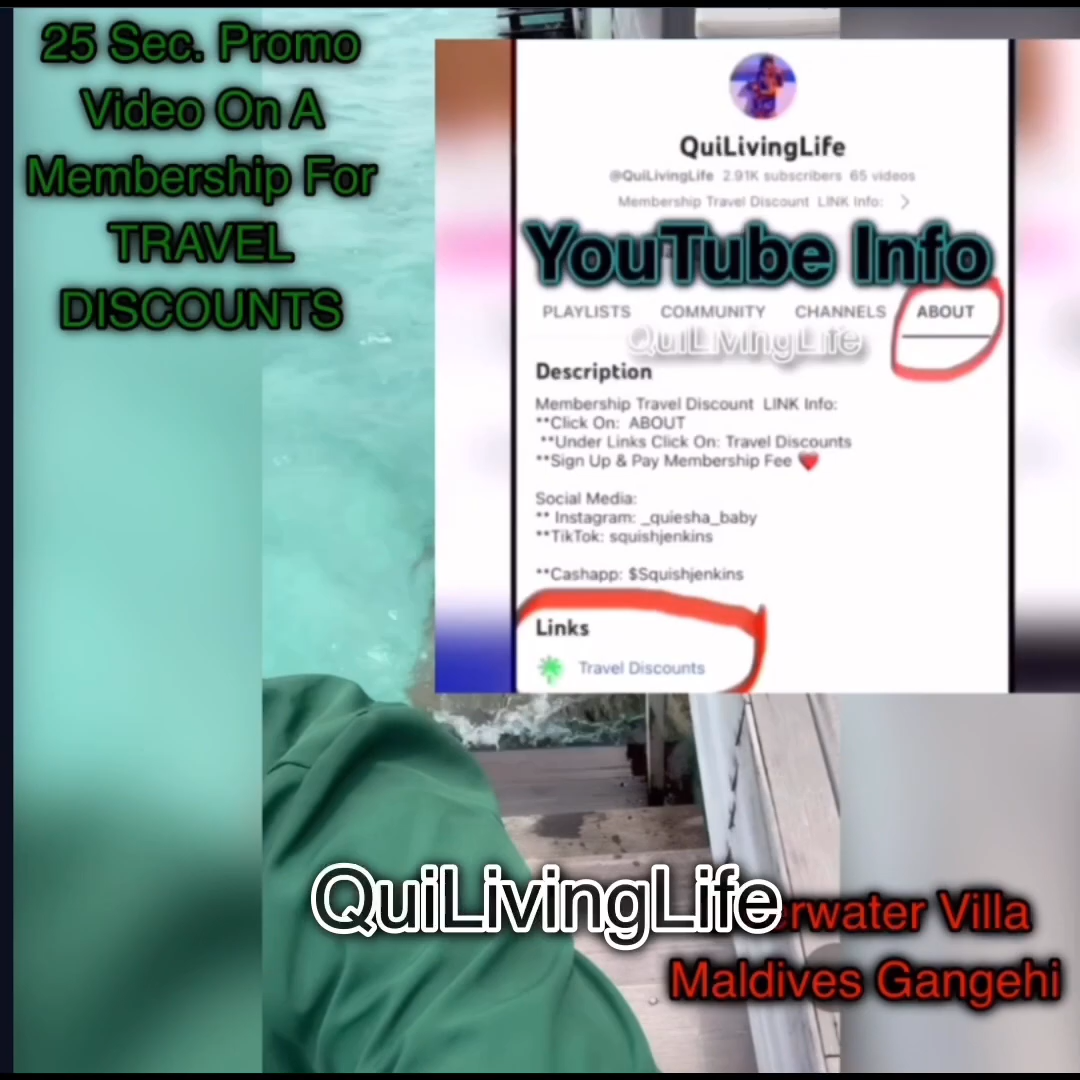 25 Sec. Promo
Video On A
Membership For
TRAVEL
DISCOUNTS
QuiLivingLife
@QuiLivingLife 2.91K subscribers 65 videos
Membership Travel Discount LINK Info:
YouTube Info
PLAYLISTS COMMUNITY CHANNELS ABOUT
QuiLivingLife
Description
Membership Travel Discount LINK Info:
**Click On: ABOUT
**Under Links Click On: Travel Discounts
**Sign Up & Pay Membership Fee ❤️
Social Media:
** Instagram: _quiesha_baby
**TikTok: squishjenkins
**Cashapp: $Squishjenkins
Links
Travel Discounts
QuiLivingLife
Villa
Maldives Gangehi